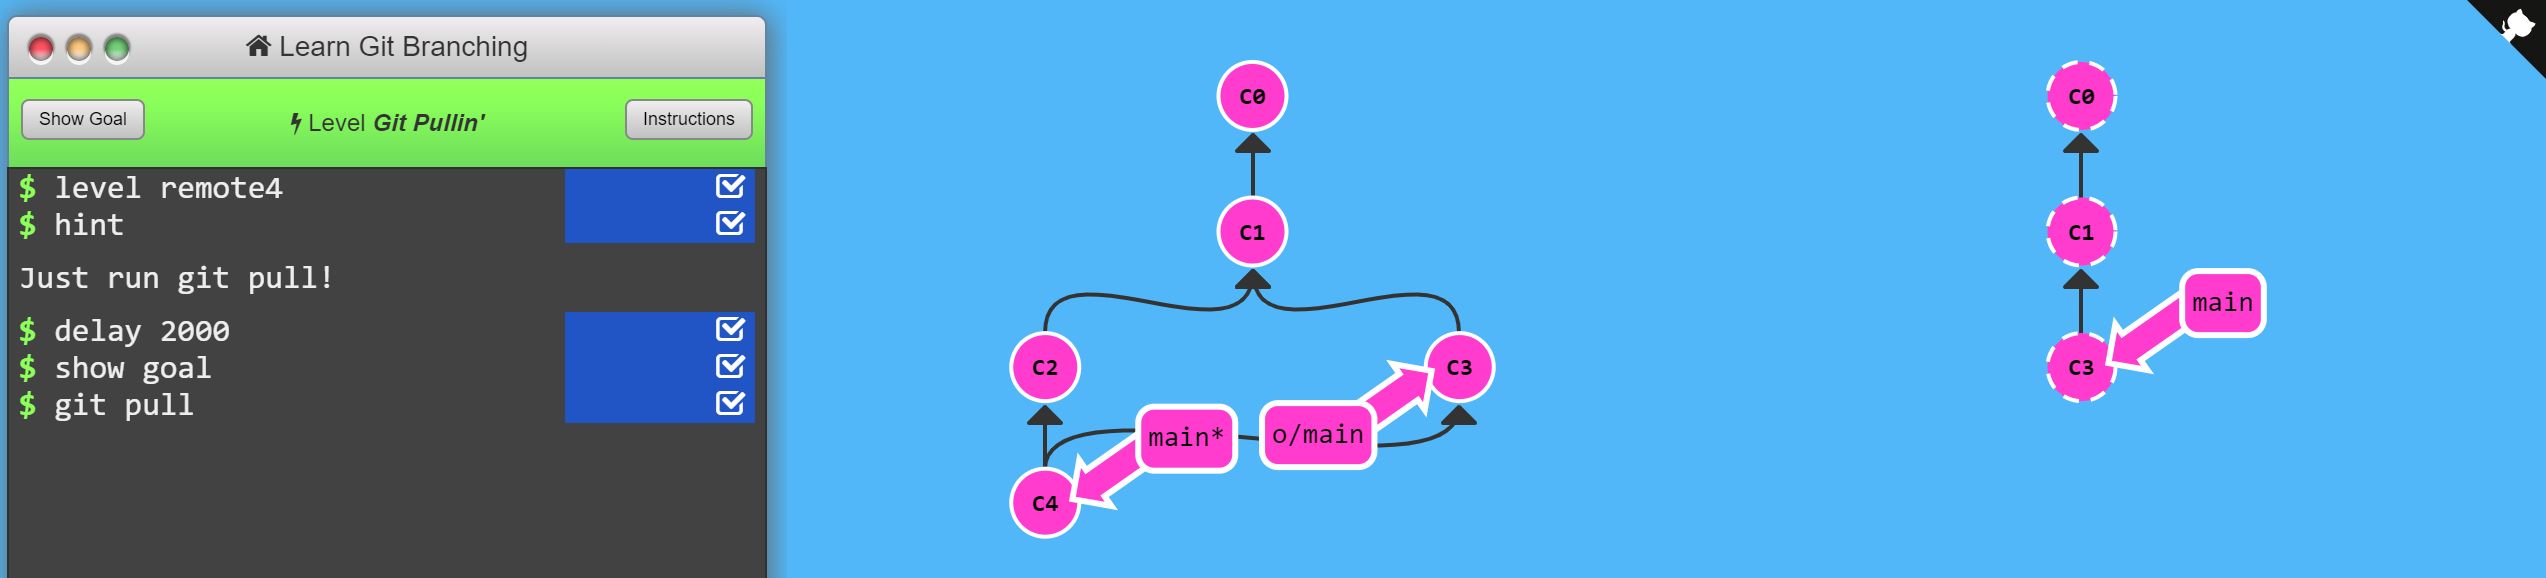 Learn Git Branching
Show Goal
Level Git Pullin'
Instructions
$ level remote4
$ hint
Just run git pull!
$ delay 2000
$ show goal
$ git pull
C0
C1
C2
C3
main*
o/main
C4
C0
C1
main
C3